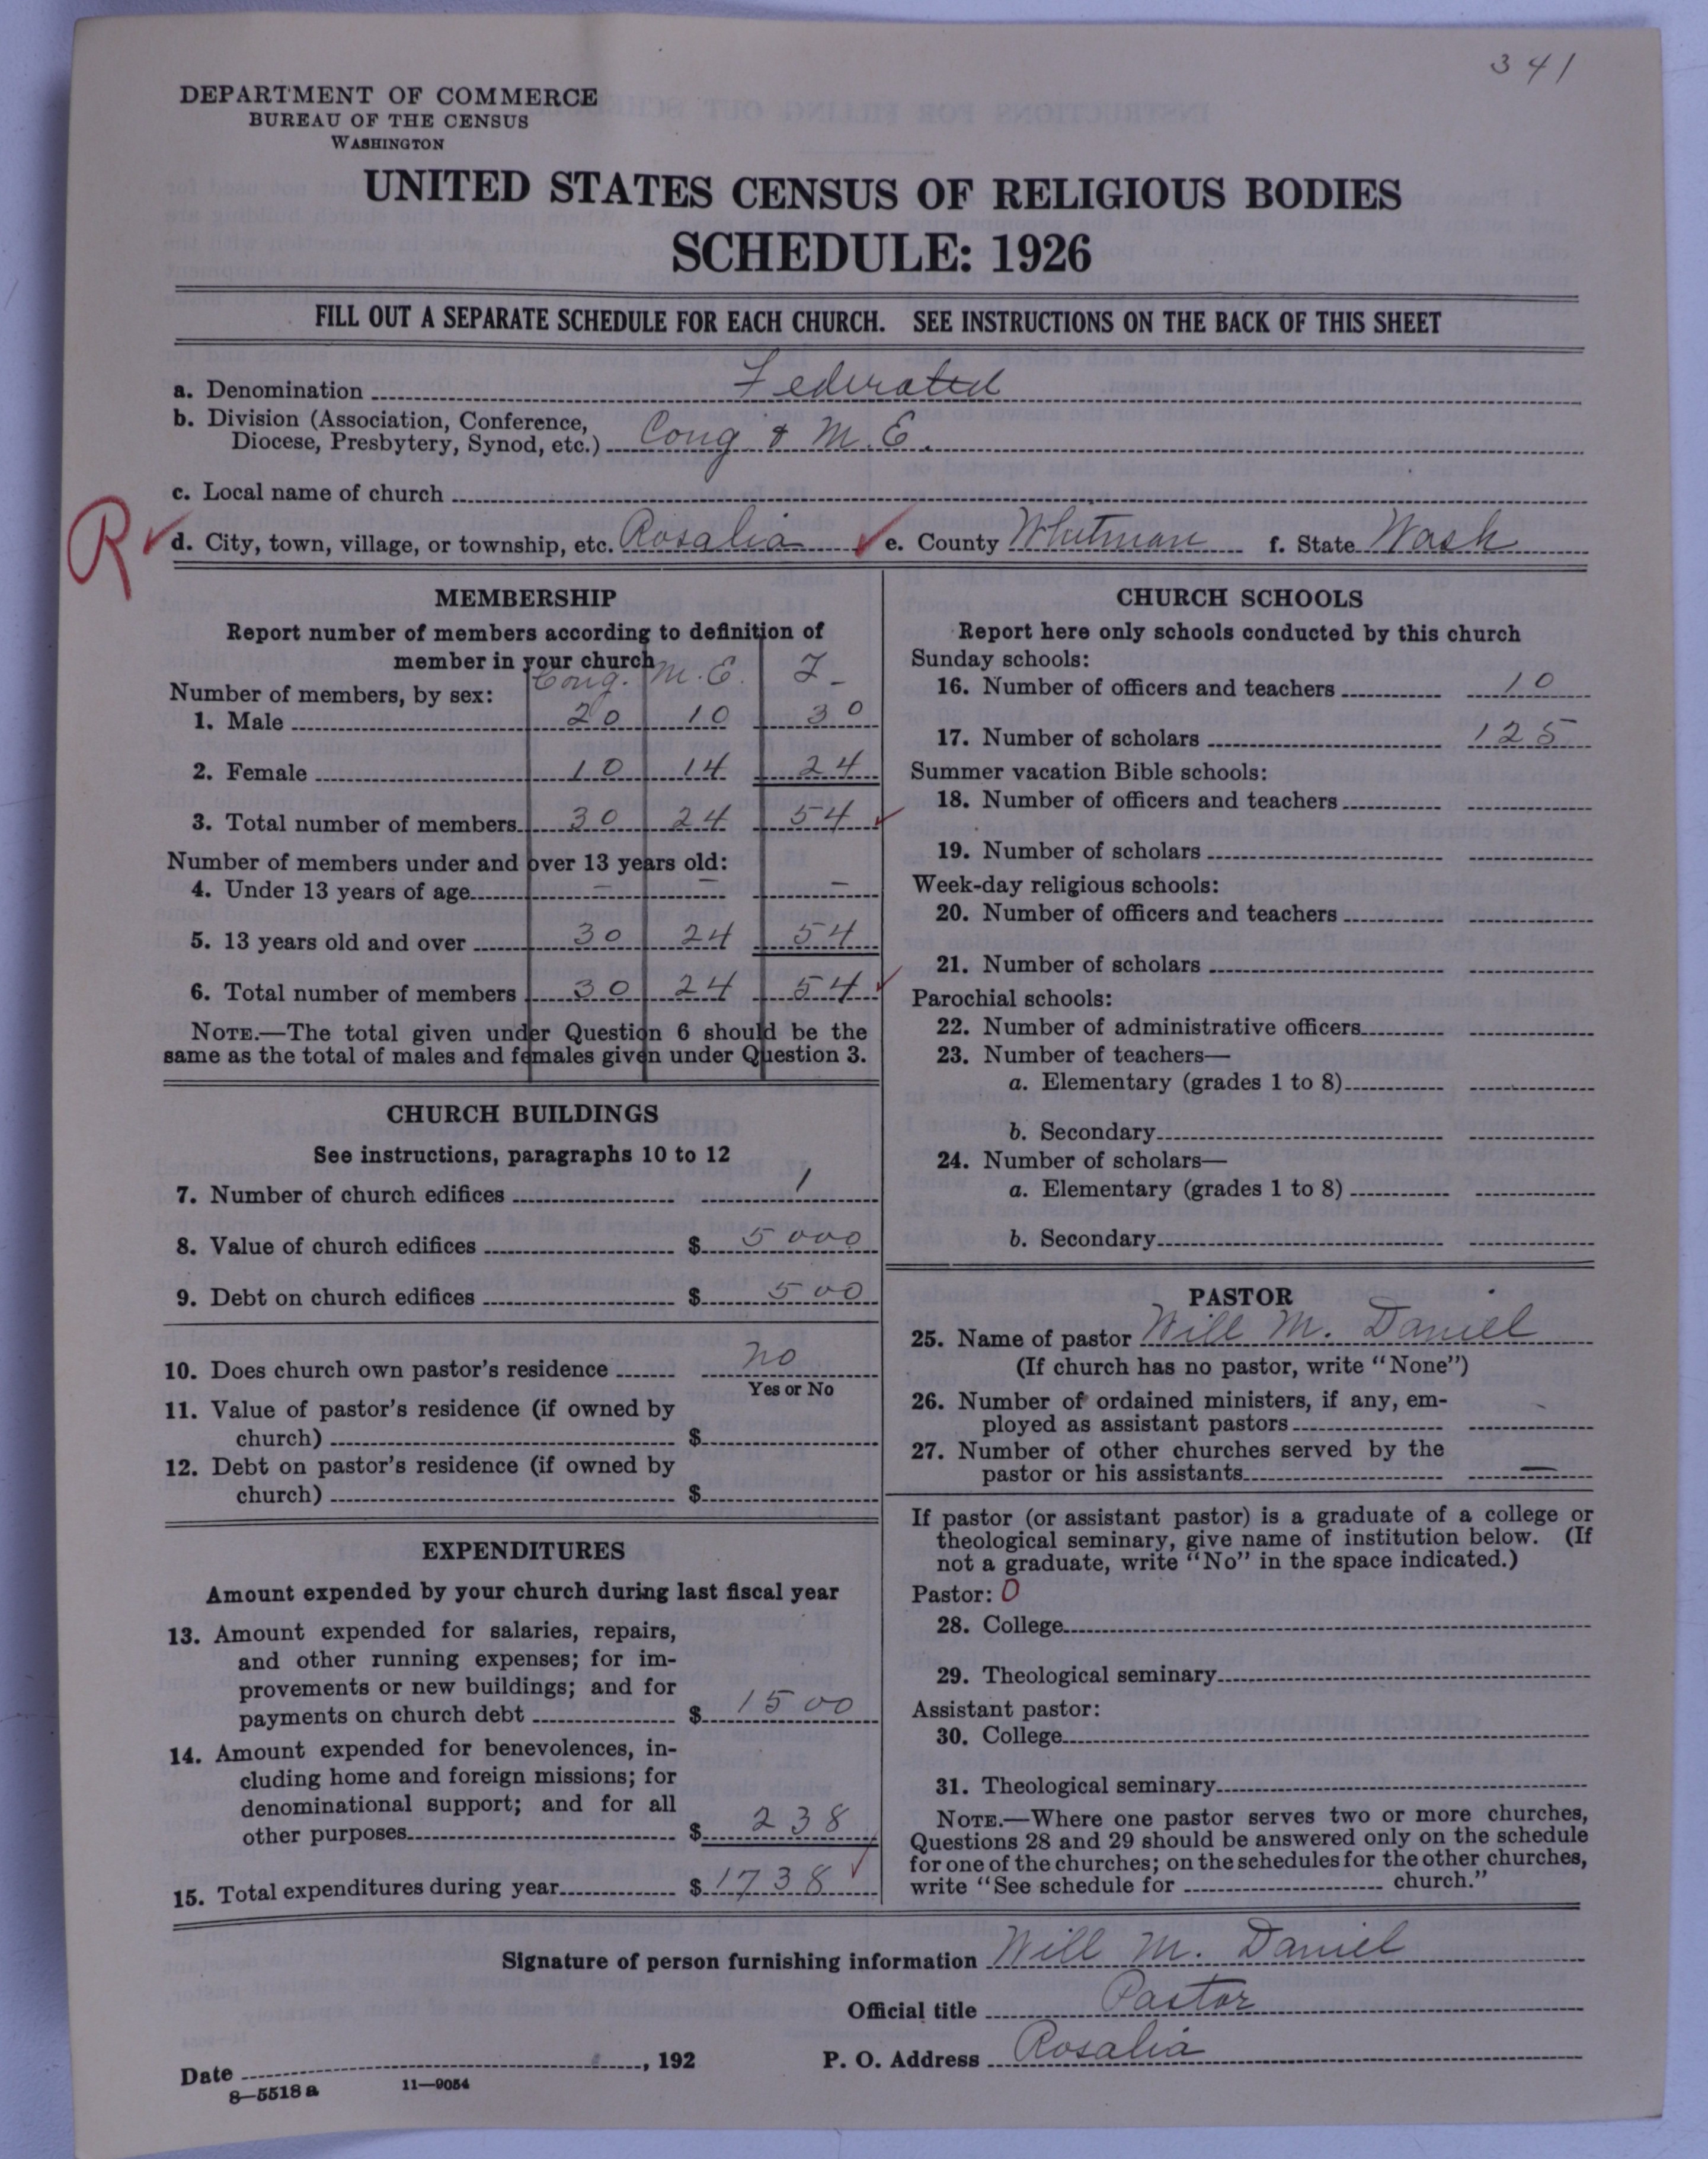 341
DEPARTMENT OF COMMERCE
BUREAU OF THE CENSUS
WASHINGTON
UNITED STATES CENSUS OF RELIGIOUS BODIES
SCHEDULE: 1926
FILL OUT A SEPARATE SCHEDULE FOR EACH CHURCH. SEE INSTRUCTIONS ON THE BACK OF THIS SHEET
a. Denomination Federated
b. Division (Association, Conference,
Diocese, Presbytery, Synod, etc.) Cong & M.E.
c. Local name of church
R
d. City, town, village, or township, etc. Rosalia e. County Whitman f. State Wash
MEMBERSHIP
Report number of members according to definition of
member in your church
Cong. M.E. F
Number of members, by sex:
1. Male 20 10 30
2. Female 10 14 24
3. Total number of members 30 24 54
Number of members under and over 13 years old:
4. Under 13 years of age - - -
5. 13 years old and over 30 24 54
6. Total number of members 30 24 54
NOTE.—The total given under Question 6 should be the
same as the total of males and females given under Question 3.
CHURCH BUILDINGS
See instructions, paragraphs 10 to 12
7. Number of church edifices 1
8. Value of church edifices $ 5000
9. Debt on church edifices $ 500
10. Does church own pastor's residence no
Yes or No
11. Value of pastor's residence (if owned by
church) $
12. Debt on pastor's residence (if owned by
church) $
EXPENDITURES
Amount expended by your church during last fiscal year
13. Amount expended for salaries, repairs,
and other running expenses; for im-
provements or new buildings; and for
payments on church debt $ 1500
14. Amount expended for benevolences, in-
cluding home and foreign missions; for
denominational support; and for all
other purposes $ 238
15. Total expenditures during year $ 1738
CHURCH SCHOOLS
Report here only schools conducted by this church
Sunday schools:
16. Number of officers and teachers 10
17. Number of scholars 125
Summer vacation Bible schools:
18. Number of officers and teachers
19. Number of scholars
Week-day religious schools:
20. Number of officers and teachers
21. Number of scholars
Parochial schools:
22. Number of administrative officers
23. Number of teachers—
a. Elementary (grades 1 to 8)
b. Secondary
24. Number of scholars—
a. Elementary (grades 1 to 8)
b. Secondary
PASTOR
25. Name of pastor Will M. Daniel
(If church has no pastor, write "None")
26. Number of ordained ministers, if any, em-
ployed as assistant pastors -
27. Number of other churches served by the
pastor or his assistants —
If pastor (or assistant pastor) is a graduate of a college or
theological seminary, give name of institution below. (If
not a graduate, write "No" in the space indicated.)
Pastor: 0
28. College
29. Theological seminary
Assistant pastor:
30. College
31. Theological seminary
NOTE.—Where one pastor serves two or more churches,
Questions 28 and 29 should be answered only on the schedule
for one of the churches; on the schedules for the other churches,
write "See schedule for church."
Signature of person furnishing information Will M. Daniel
Official title Pastor
Date , 192 P. O. Address Rosalia
8—5518 a 11—9054